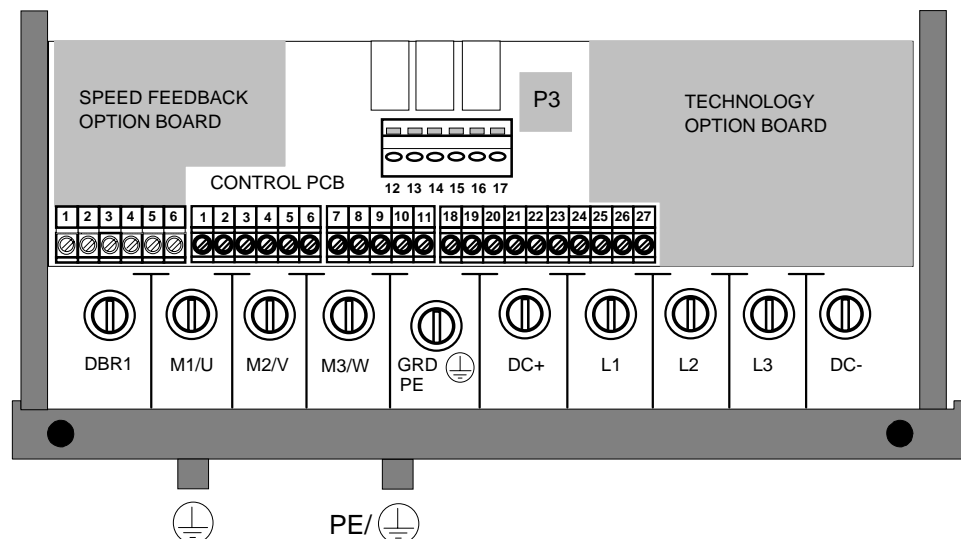 SPEED FEEDBACK
OPTION BOARD
P3
TECHNOLOGY
OPTION BOARD
CONTROL PCB
12 13 14 15 16 17
1 2 3 4 5 6 1 2 3 4 5 6 7 8 9 10 11 18 19 20 21 22 23 24 25 26 27
DBR1 M1/U M2/V M3/W GRD PE DC+ L1 L2 L3 DC-
PE/